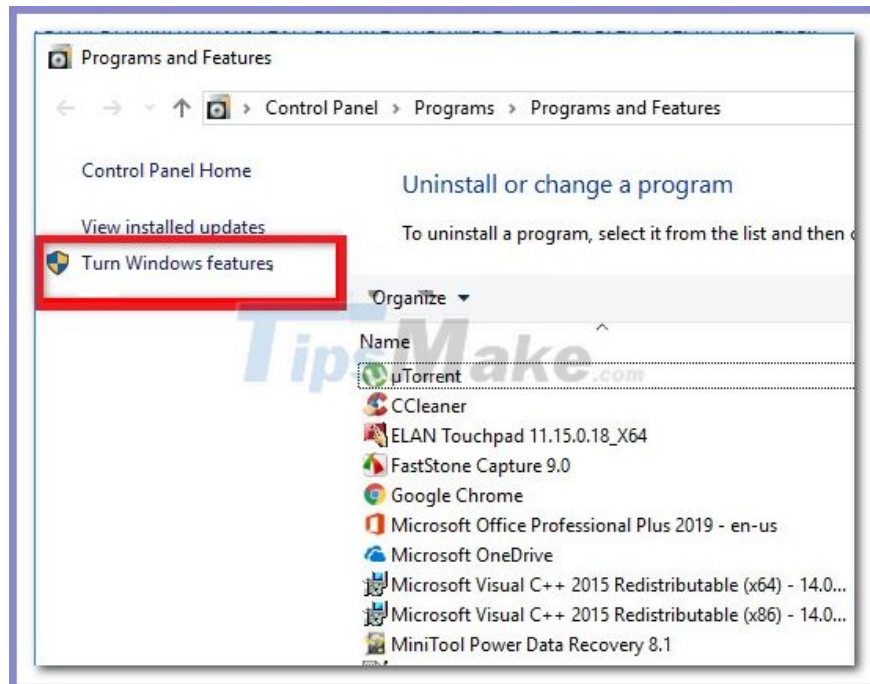 Programs and Features
Control Panel > Programs > Programs and Features
Control Panel Home
Uninstall or change a program
View installed updates
To uninstall a program, select it from the list and then
Turn Windows features
Organize
Name
TipsMake.com
µTorrent
CCleaner
ELAN Touchpad 11.15.0.18_X64
FastStone Capture 9.0
Google Chrome
Microsoft Office Professional Plus 2019 - en-us
Microsoft OneDrive
Microsoft Visual C++ 2015 Redistributable (x64) - 14.0...
Microsoft Visual C++ 2015 Redistributable (x86) - 14.0...
MiniTool Power Data Recovery 8.1